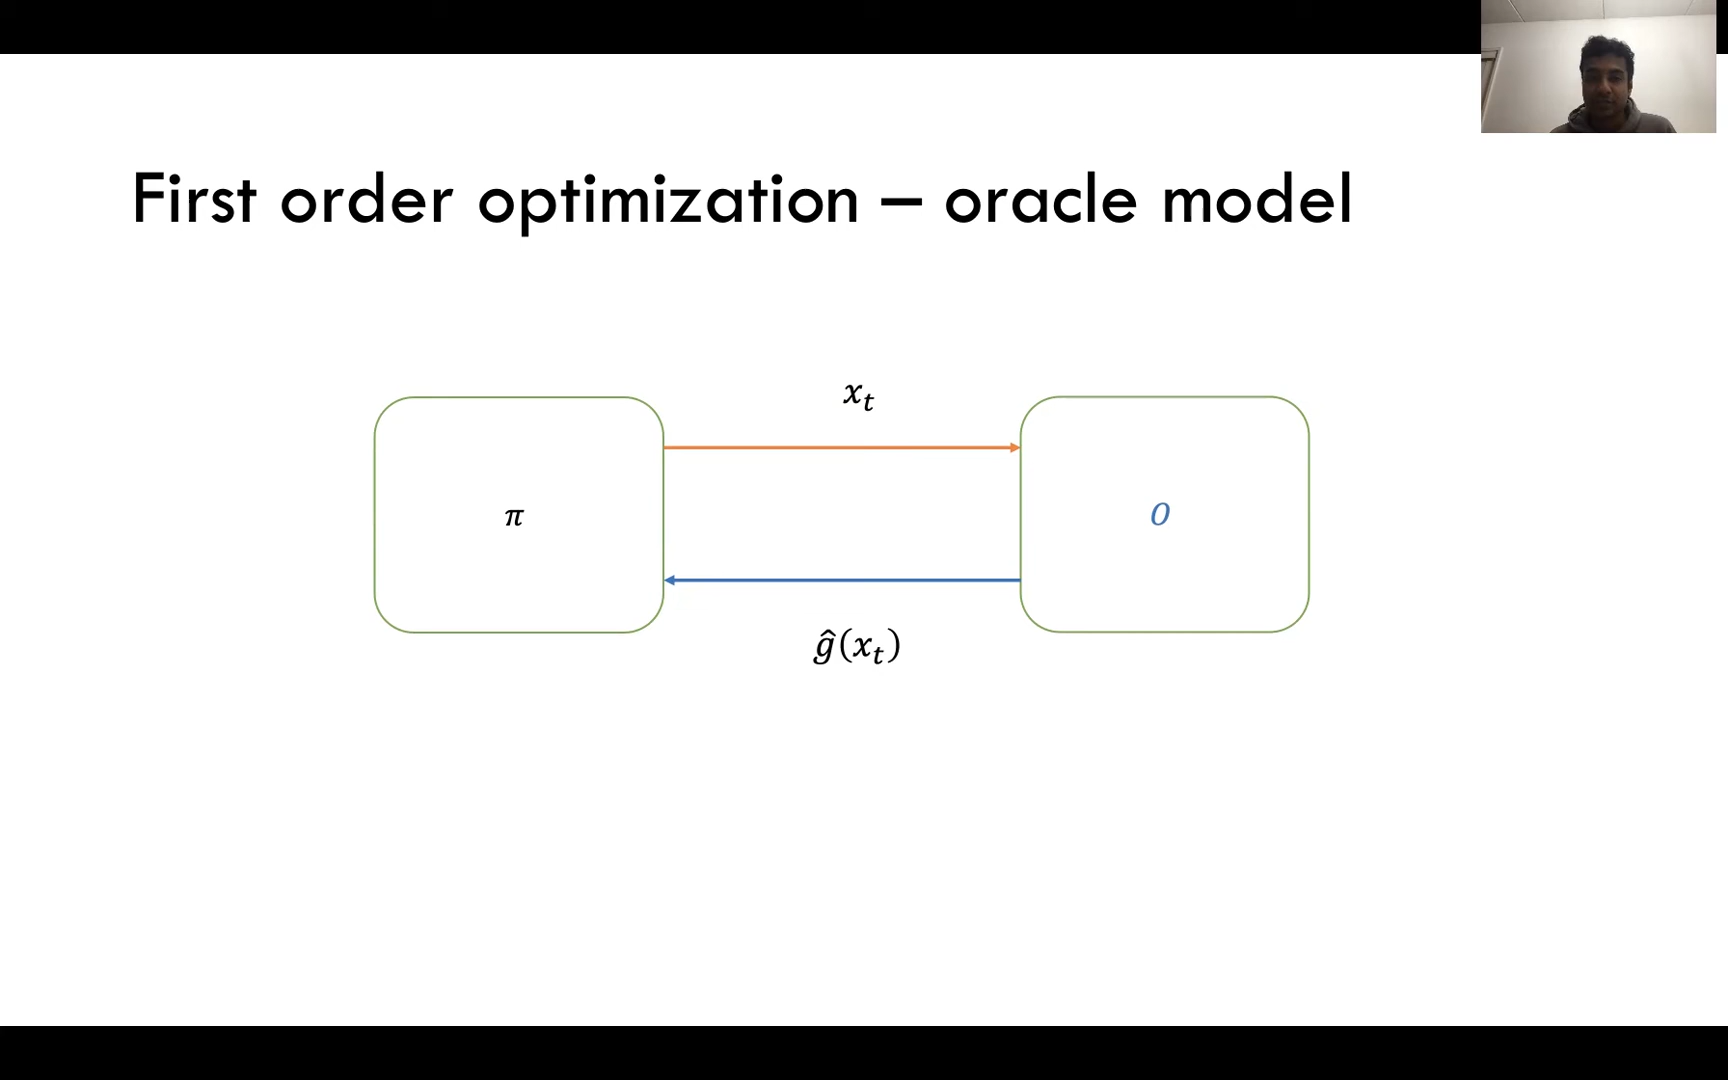 First order optimization – oracle model
x_t
π
O
ĝ(x_t)